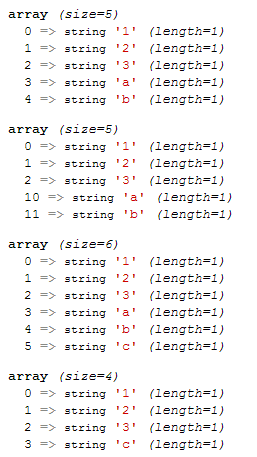 array (size=5)
0 => string '1' (length=1)
1 => string '2' (length=1)
2 => string '3' (length=1)
3 => string 'a' (length=1)
4 => string 'b' (length=1)
array (size=5)
0 => string '1' (length=1)
1 => string '2' (length=1)
2 => string '3' (length=1)
10 => string 'a' (length=1)
11 => string 'b' (length=1)
array (size=6)
0 => string '1' (length=1)
1 => string '2' (length=1)
2 => string '3' (length=1)
3 => string 'a' (length=1)
4 => string 'b' (length=1)
5 => string 'c' (length=1)
array (size=4)
0 => string '1' (length=1)
1 => string '2' (length=1)
2 => string '3' (length=1)
3 => string 'c' (length=1)